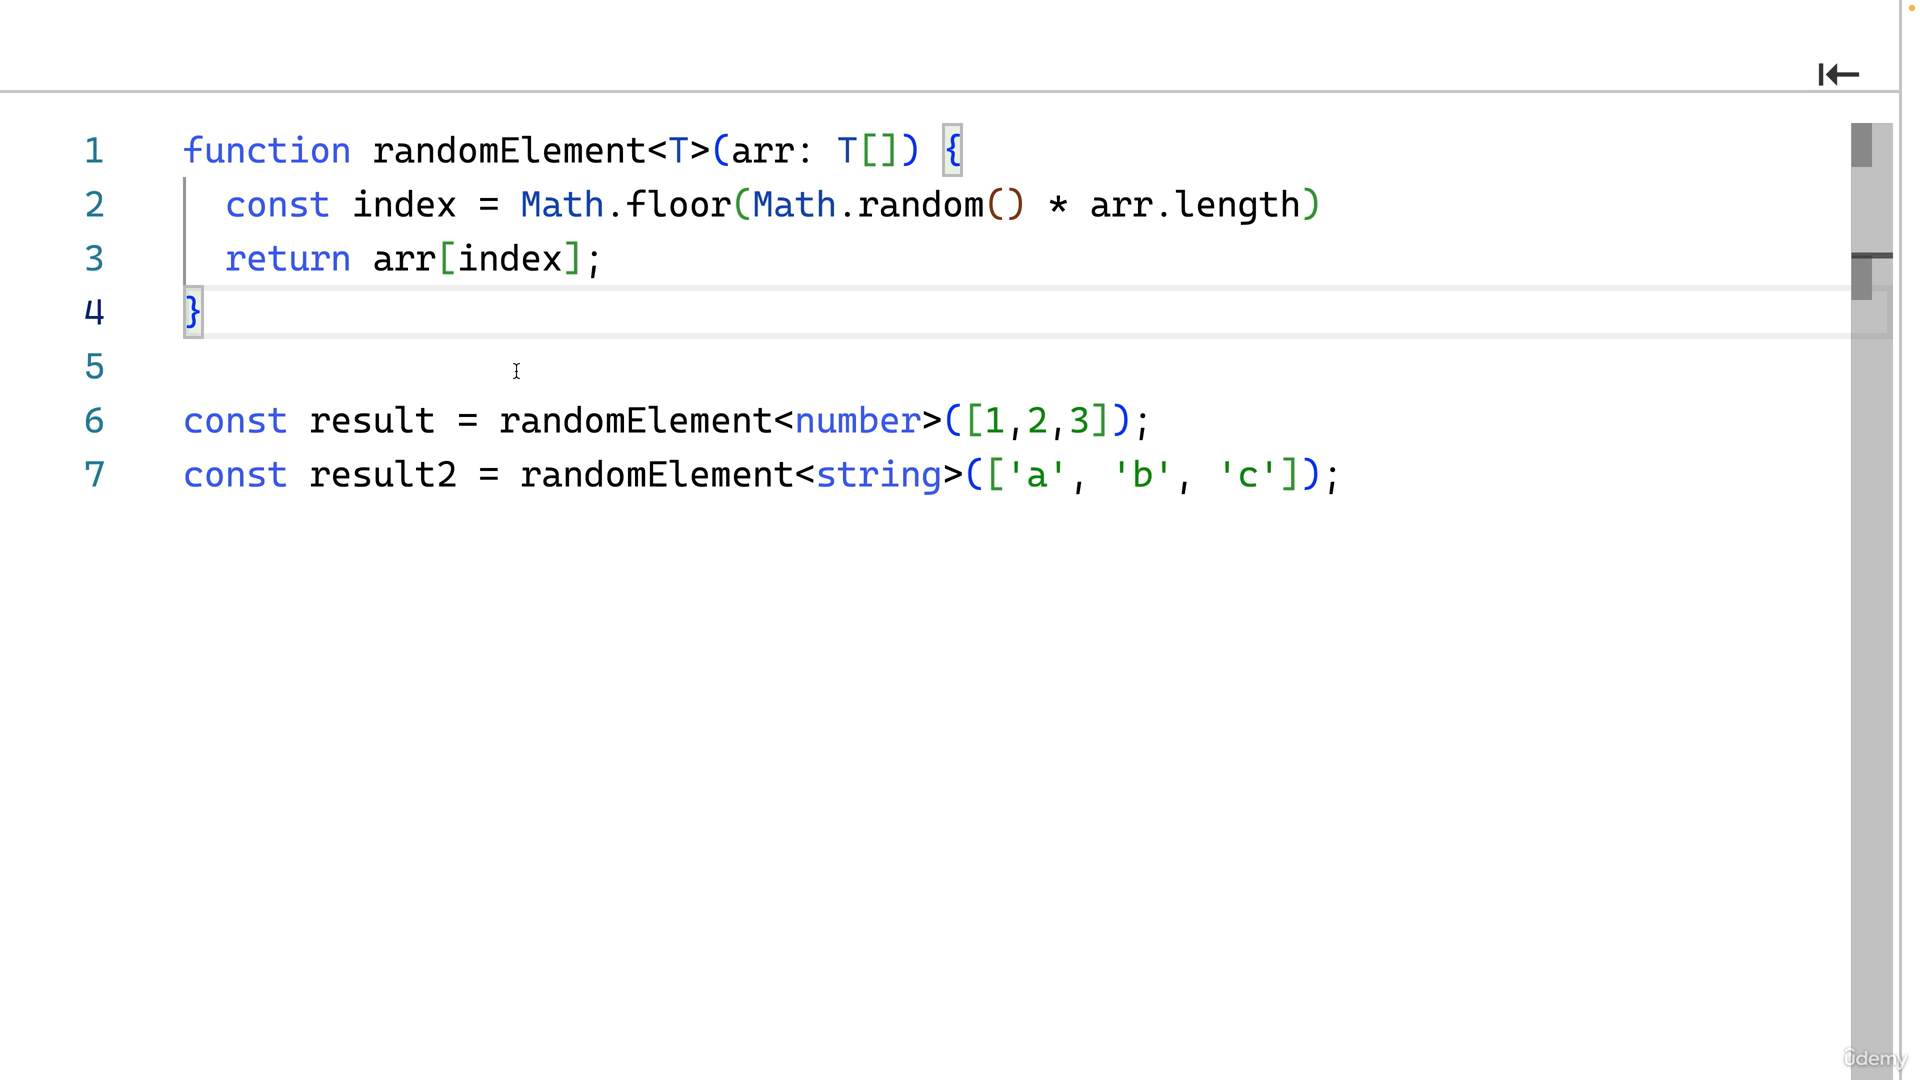 1 function randomElement<T>(arr: T[]) {
2 const index = Math.floor(Math.random() * arr.length)
3 return arr[index];
4 }
5
6 const result = randomElement<number>([1,2,3]);
7 const result2 = randomElement<string>(['a', 'b', 'c']);
ûdemy